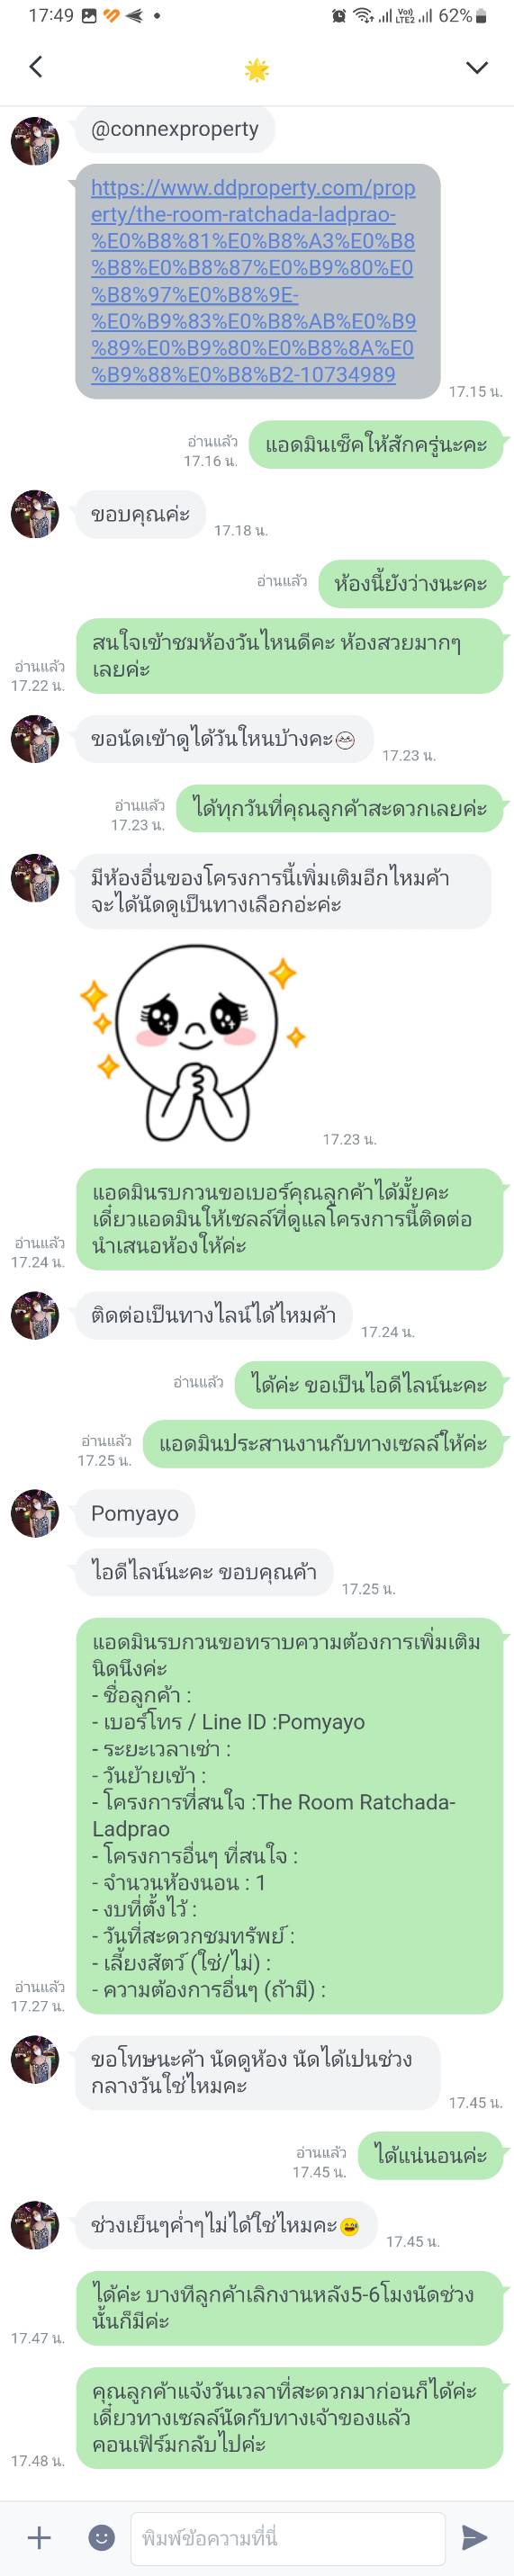 17:49
62%
@connexproperty
https://www.ddproperty.com/prop
erty/the-room-ratchada-ladprao-
%E0%B8%81%E0%B8%A3%E0%B8
%B8%E0%B8%87%E0%B9%80%E0
%B8%97%E0%B8%9E-
%E0%B9%83%E0%B8%AB%E0%B9
%89%E0%B9%80%E0%B8%8A%E0
%B9%88%E0%B8%B2-10734989
17.15 น.
แอดมินเช็คให้สักครู่นะคะ
อ่านแล้ว
17.16 น.
ขอบคุณค่ะ
17.18 น.
อ่านแล้ว
ห้องนี้ยังว่างนะคะ
สนใจเข้าชมห้องวันไหนดีคะ ห้องสวยมากๆ
เลยค่ะ
อ่านแล้ว
17.22 น.
ขอนัดเข้าดูได้วันใหนบ้างคะ
17.23 น.
ได้ทุกวันที่คุณลูกค้าสะดวกเลยค่ะ
อ่านแล้ว
17.23 น.
มีห้องอื่นของโครงการนี้เพิ่มเติมอีกไหมค้า
จะได้นัดดูเป็นทางเลือกอ่ะค่ะ
17.23 น.
แอดมินรบกวนขอเบอร์คุณลูกค้าได้มั้ยคะ
เดี๋ยวแอดมินให้เซลล์ที่ดูแลโครงการนี้ติดต่อ
นำเสนอห้องให้ค่ะ
อ่านแล้ว
17.24 น.
ติดต่อเป็นทางไลน์ได้ไหมค้า
17.24 น.
อ่านแล้ว
ได้ค่ะ ขอเป็นไอดีไลน์นะคะ
แอดมินประสานงานกับทางเซลล์ให้ค่ะ
อ่านแล้ว
17.25 น.
Pomyayo
ไอดีไลน์นะคะ ขอบคุณค้า
17.25 น.
แอดมินรบกวนขอทราบความต้องการเพิ่มเติม
นิดนึงค่ะ
- ชื่อลูกค้า :
- เบอร์โทร / Line ID :Pomyayo
- ระยะเวลาเช่า :
- วันย้ายเข้า :
- โครงการที่สนใจ :The Room Ratchada-
Ladprao
- โครงการอื่นๆ ที่สนใจ :
- จำนวนห้องนอน : 1
- งบที่ตั้งไว้ :
- วันที่สะดวกชมทรัพย์ :
- เลี้ยงสัตว์ (ใช่/ไม่) :
- ความต้องการอื่นๆ (ถ้ามี) :
อ่านแล้ว
17.27 น.
ขอโทษนะค้า นัดดูห้อง นัดได้เปนช่วง
กลางวันใช่ไหมคะ
17.45 น.
ได้แน่นอนค่ะ
อ่านแล้ว
17.45 น.
ช่วงเย็นๆค่ำๆไม่ได้ใช่ไหมคะ
17.45 น.
ได้ค่ะ บางทีลูกค้าเลิกงานหลัง5-6โมงนัดช่วง
นั้นก็มีค่ะ
17.47 น.
คุณลูกค้าแจ้งวันเวลาที่สะดวกมาก่อนก็ได้ค่ะ
เดี๋ยวทางเซลล์นัดกับทางเจ้าของแล้ว
คอนเฟิร์มกลับไปค่ะ
17.48 น.
พิมพ์ข้อความที่นี่